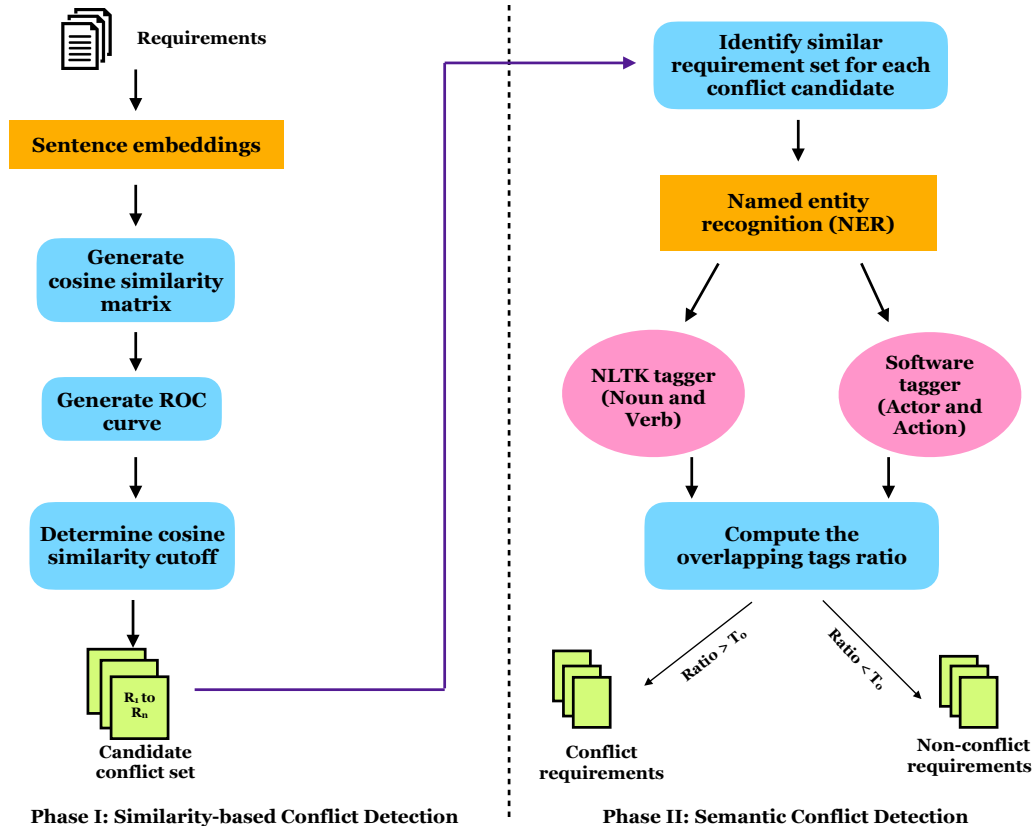 Requirements
Sentence embeddings
Generate
cosine similarity
matrix
Generate ROC
curve
Determine cosine
similarity cutoff
R₁ to
Rₙ
Candidate
conflict set
Phase I: Similarity-based Conflict Detection
Identify similar
requirement set for each
conflict candidate
Named entity
recognition (NER)
NLTK tagger
(Noun and
Verb)
Software
tagger
(Actor and
Action)
Compute the
overlapping tags ratio
Ratio > Tₒ
Ratio < Tₒ
Conflict
requirements
Non-conflict
requirements
Phase II: Semantic Conflict Detection